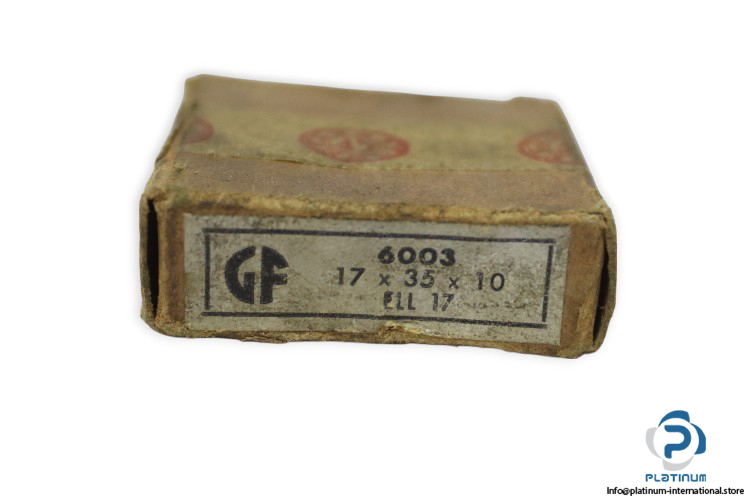 GF
6003
17 x 35 x 10
ELL 17
PLATINUM
Info@platinum-international.store